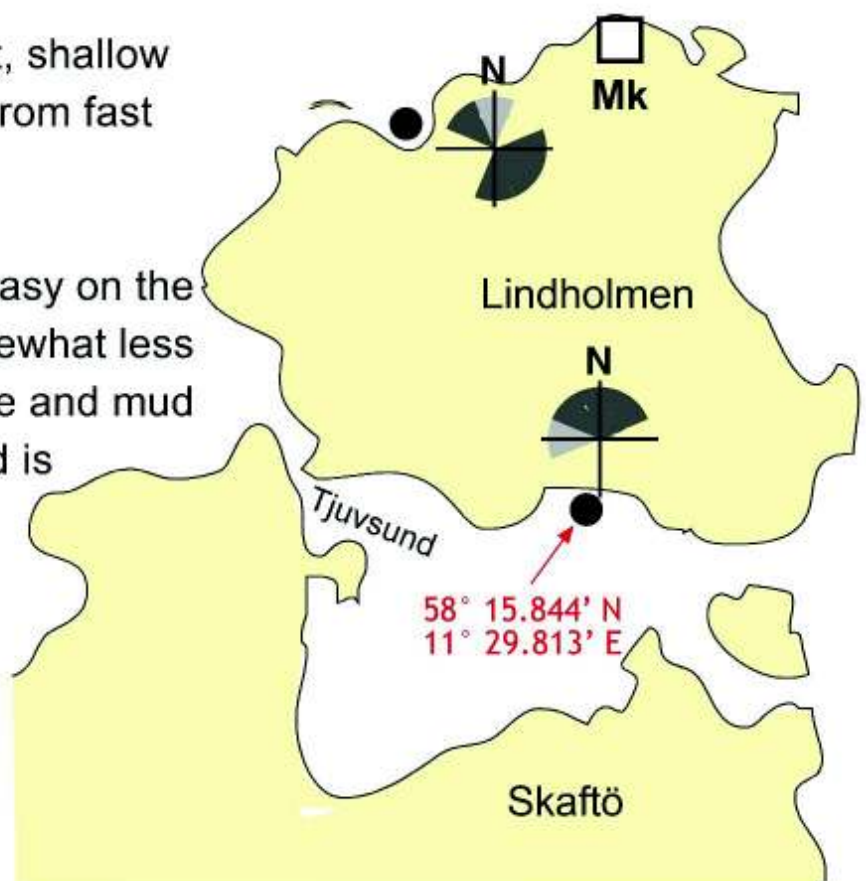 t, shallow
rom fast
asy on the
ewhat less
e and mud
d is
N
Mk
Lindholmen
N
Tjuvsund
58° 15.844’ N
11° 29.813’ E
Skaftö